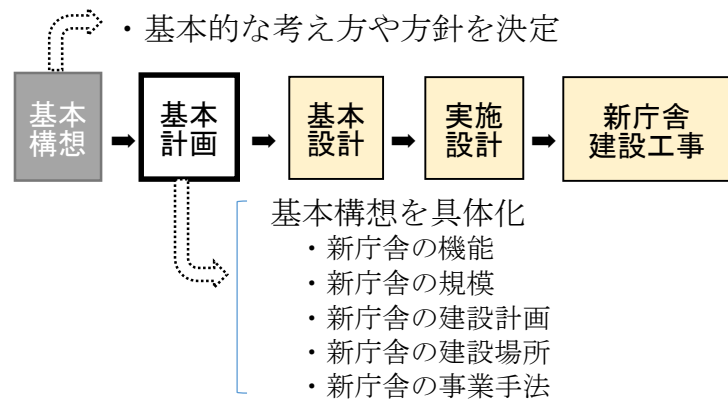 ・基本的な考え方や方針を決定
基本
構想
➡
基本
計画
➡
基本
設計
➡
実施
設計
➡
新庁舎
建設工事
基本構想を具体化
・新庁舎の機能
・新庁舎の規模
・新庁舎の建設計画
・新庁舎の建設場所
・新庁舎の事業手法